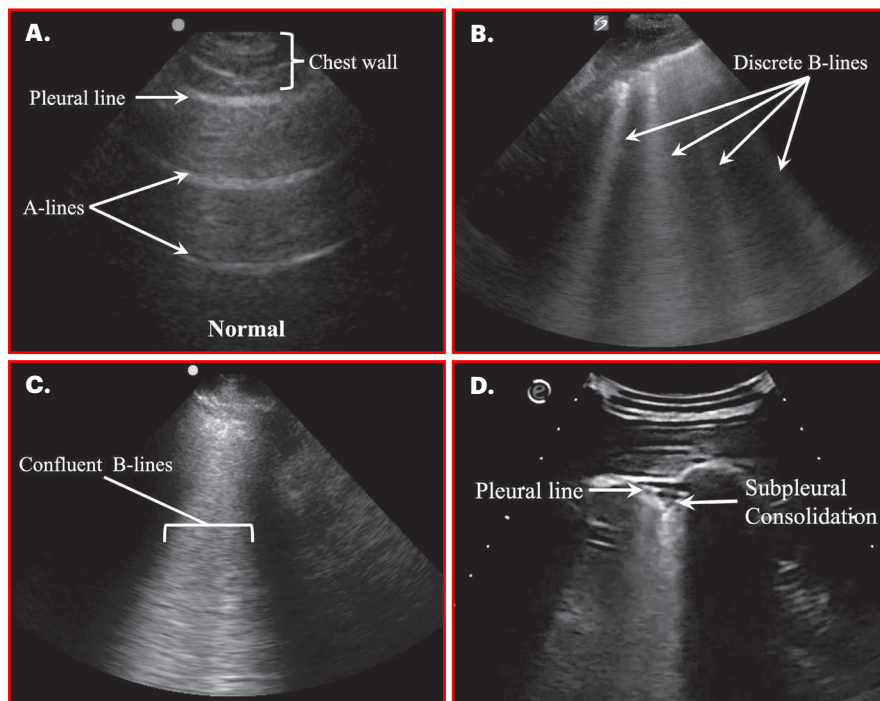 A.
Chest wall
Pleural line
A-lines
Normal
B.
S
Discrete B-lines
C.
Confluent B-lines
D.
e
Pleural line
Subpleural
Consolidation